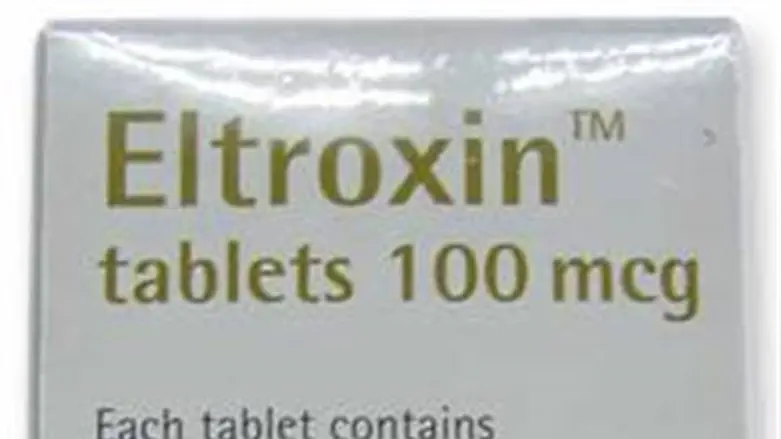 Eltroxin™
tablets 100 mcg
Each tablet contains